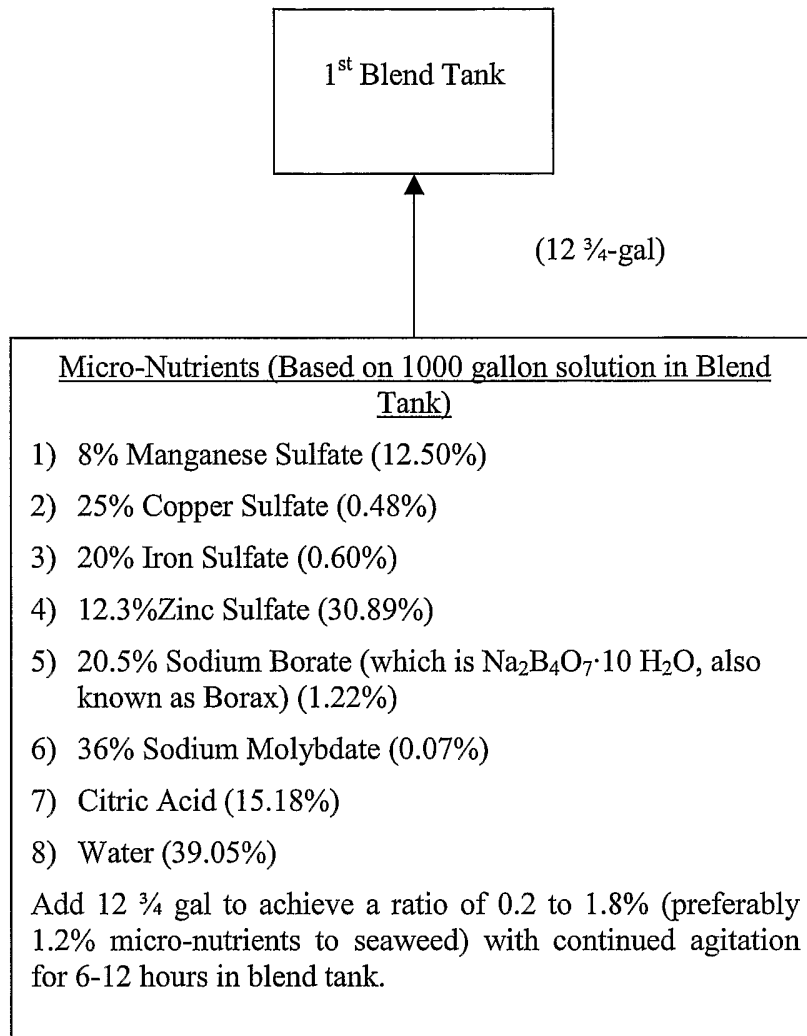 1st Blend Tank
(12 ¾-gal)
Micro-Nutrients (Based on 1000 gallon solution in Blend
Tank)
1) 8% Manganese Sulfate (12.50%)
2) 25% Copper Sulfate (0.48%)
3) 20% Iron Sulfate (0.60%)
4) 12.3%Zinc Sulfate (30.89%)
5) 20.5% Sodium Borate (which is Na₂B₄O₇·10 H₂O, also
known as Borax) (1.22%)
6) 36% Sodium Molybdate (0.07%)
7) Citric Acid (15.18%)
8) Water (39.05%)
Add 12 ¾ gal to achieve a ratio of 0.2 to 1.8% (preferably
1.2% micro-nutrients to seaweed) with continued agitation
for 6-12 hours in blend tank.